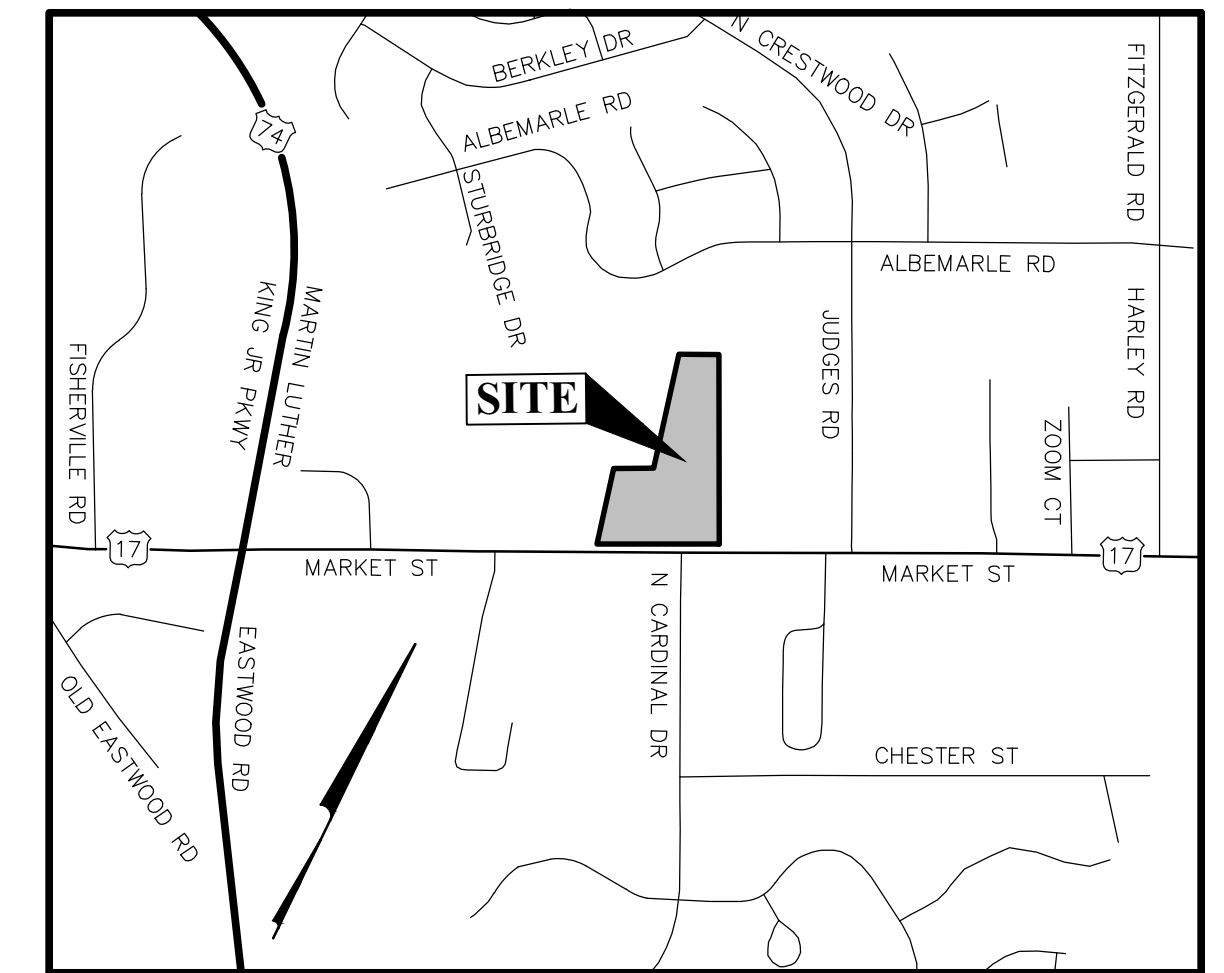 N CRESTWOOD DR
BERKLEY DR
FITZGERALD RD
ALBEMARLE RD
74
STURBRIDGE DR
ALBEMARLE RD
MARTIN LUTHER
KING JR PKWY
HARLEY RD
JUDGES RD
FISHERVILLE RD
SITE
ZOOM CT
17
17
MARKET ST
MARKET ST
N CARDINAL DR
EASTWOOD RD
OLD EASTWOOD RD
CHESTER ST